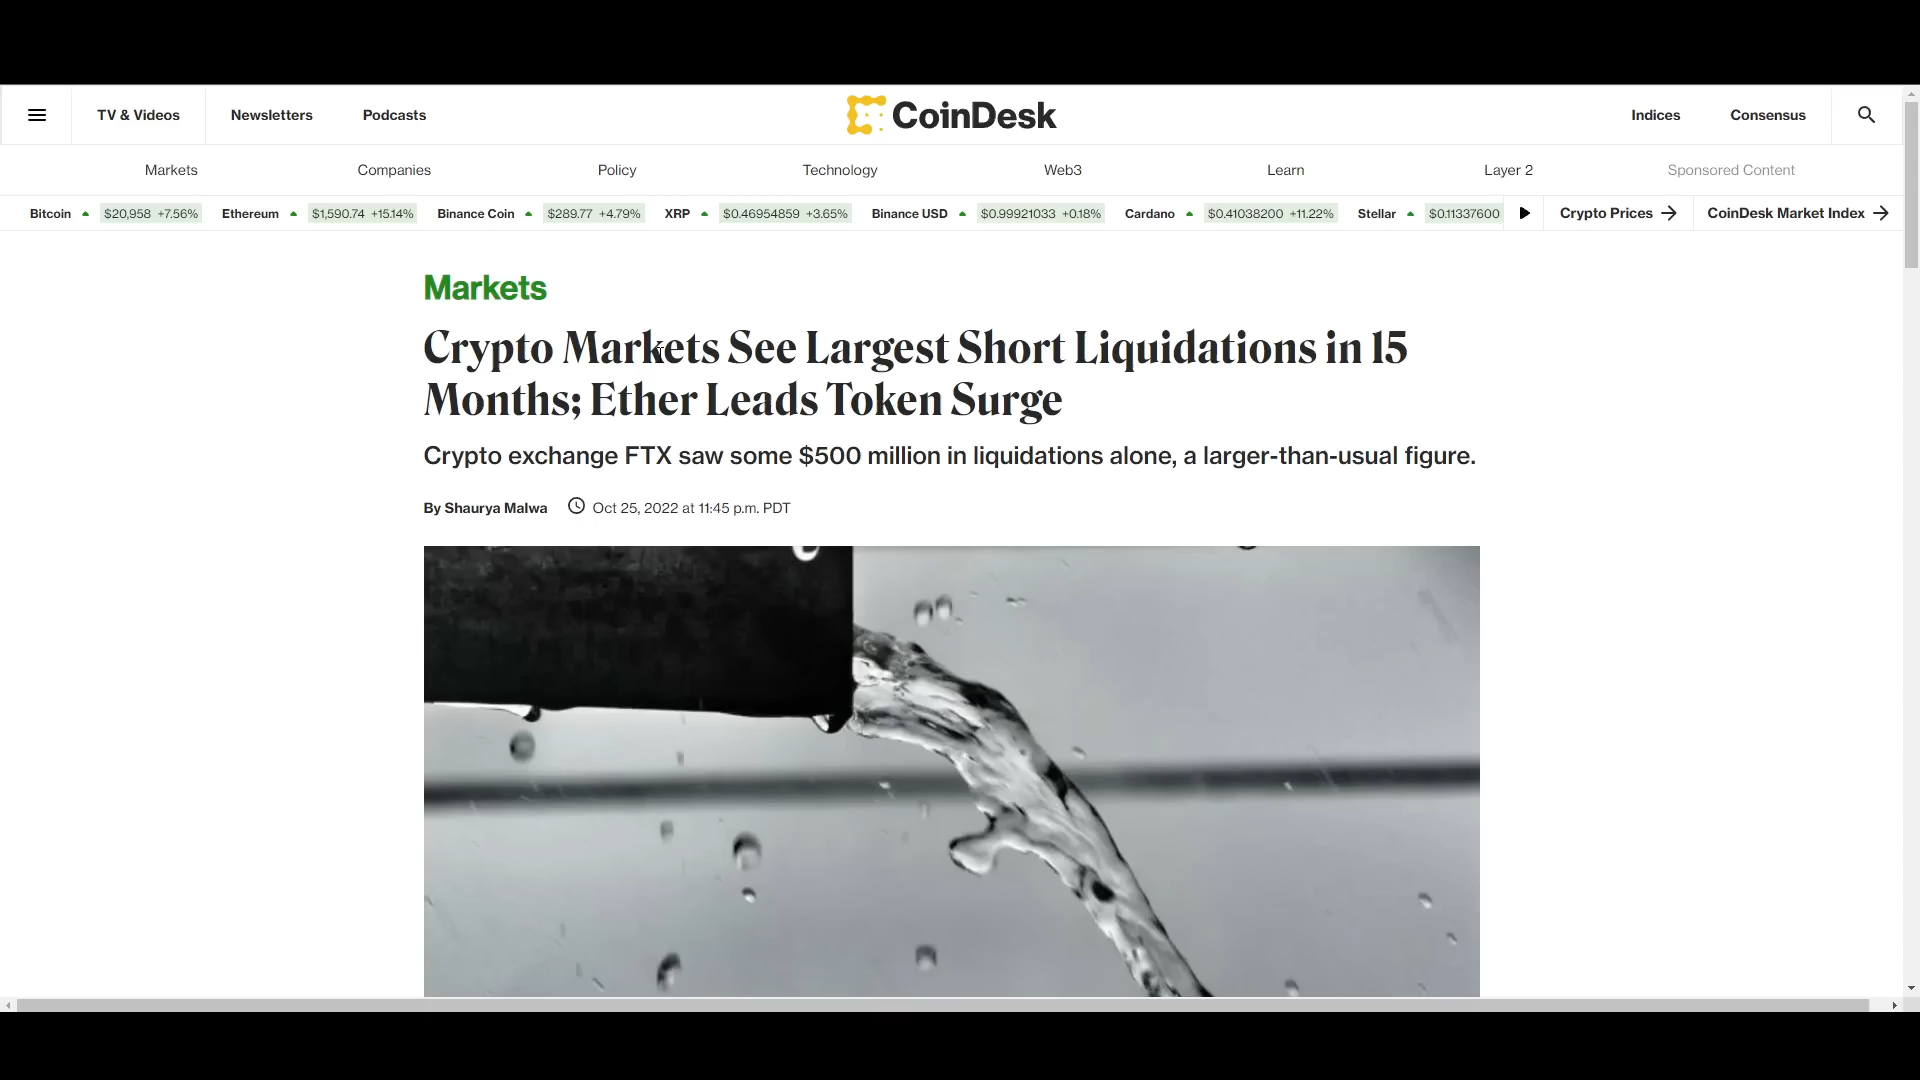 TV & Videos
Newsletters
Podcasts
CoinDesk
Indices
Consensus
Markets
Companies
Policy
Technology
Web3
Learn
Layer 2
Sponsored Content
Bitcoin $20,958 +7.56% Ethereum $1,590.74 +15.14% Binance Coin $289.77 +4.79% XRP $0.46954859 +3.65% Binance USD $0.99921033 +0.18% Cardano $0.41038200 +11.22% Stellar $0.11337600
Crypto Prices
CoinDesk Market Index
Markets
Crypto Markets See Largest Short Liquidations in 15
Months; Ether Leads Token Surge
Crypto exchange FTX saw some $500 million in liquidations alone, a larger-than-usual figure.
By Shaurya Malwa Oct 25, 2022 at 11:45 p.m. PDT